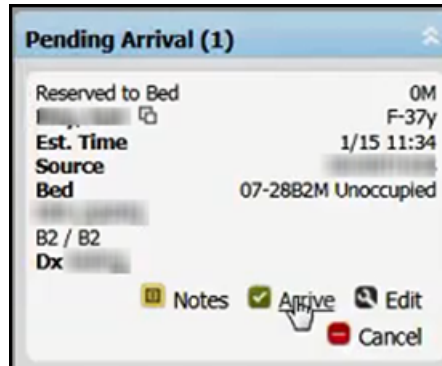 Pending Arrival (1)
Reserved to Bed 0M
F-37y
Est. Time 1/15 11:34
Source
Bed 07-28B2M Unoccupied
B2 / B2
Dx
Notes Arrive Edit
Cancel